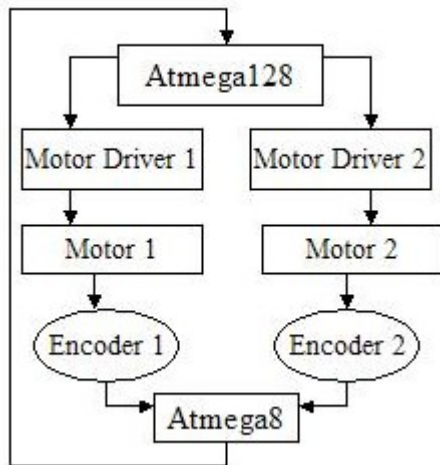 Atmega128
Motor Driver 1
Motor Driver 2
Motor 1
Motor 2
Encoder 1
Encoder 2
Atmega8